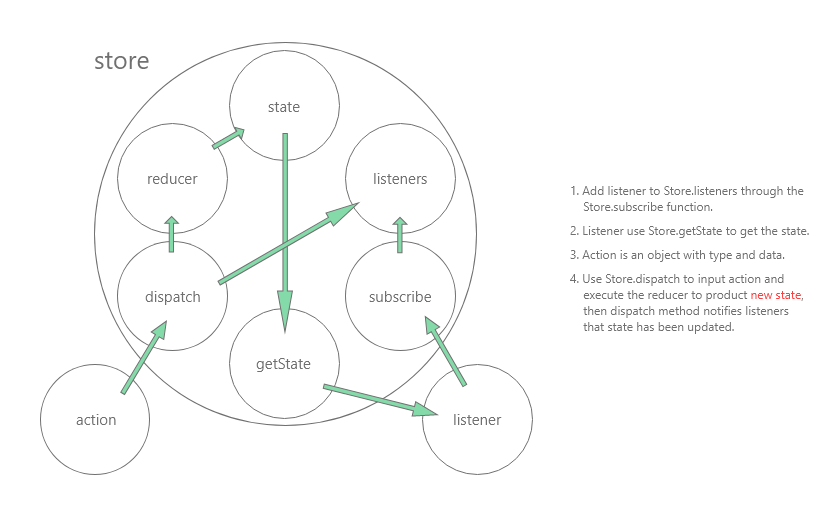 store
state
reducer
listeners
dispatch
subscribe
getState
action
listener
1. Add listener to Store.listeners through the
Store.subscribe function.
2. Listener use Store.getState to get the state.
3. Action is an object with type and data.
4. Use Store.dispatch to input action and
execute the reducer to product new state,
then dispatch method notifies listeners
that state has been updated.